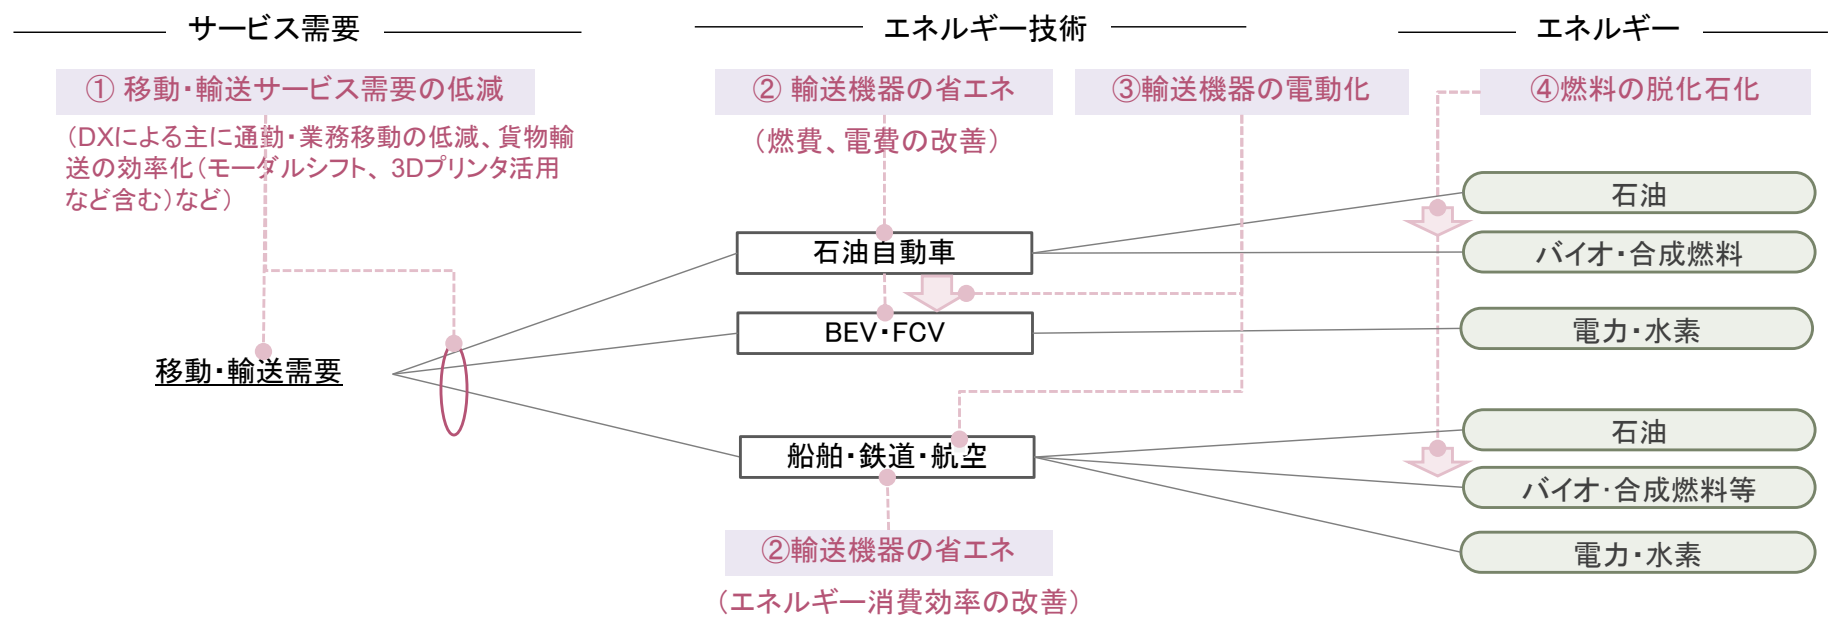 サービス需要
エネルギー技術
エネルギー
① 移動・輸送サービス需要の低減
② 輸送機器の省エネ
③輸送機器の電動化
④燃料の脱化石化
（DXによる主に通勤・業務移動の低減、貨物輸
送の効率化（モーダルシフト、3Dプリンタ活用
など含む）など）
（燃費、電費の改善）
石油自動車
BEV・FCV
移動・輸送需要
船舶・鉄道・航空
②輸送機器の省エネ
（エネルギー消費効率の改善）
石油
バイオ・合成燃料
電力・水素
石油
バイオ・合成燃料等
電力・水素